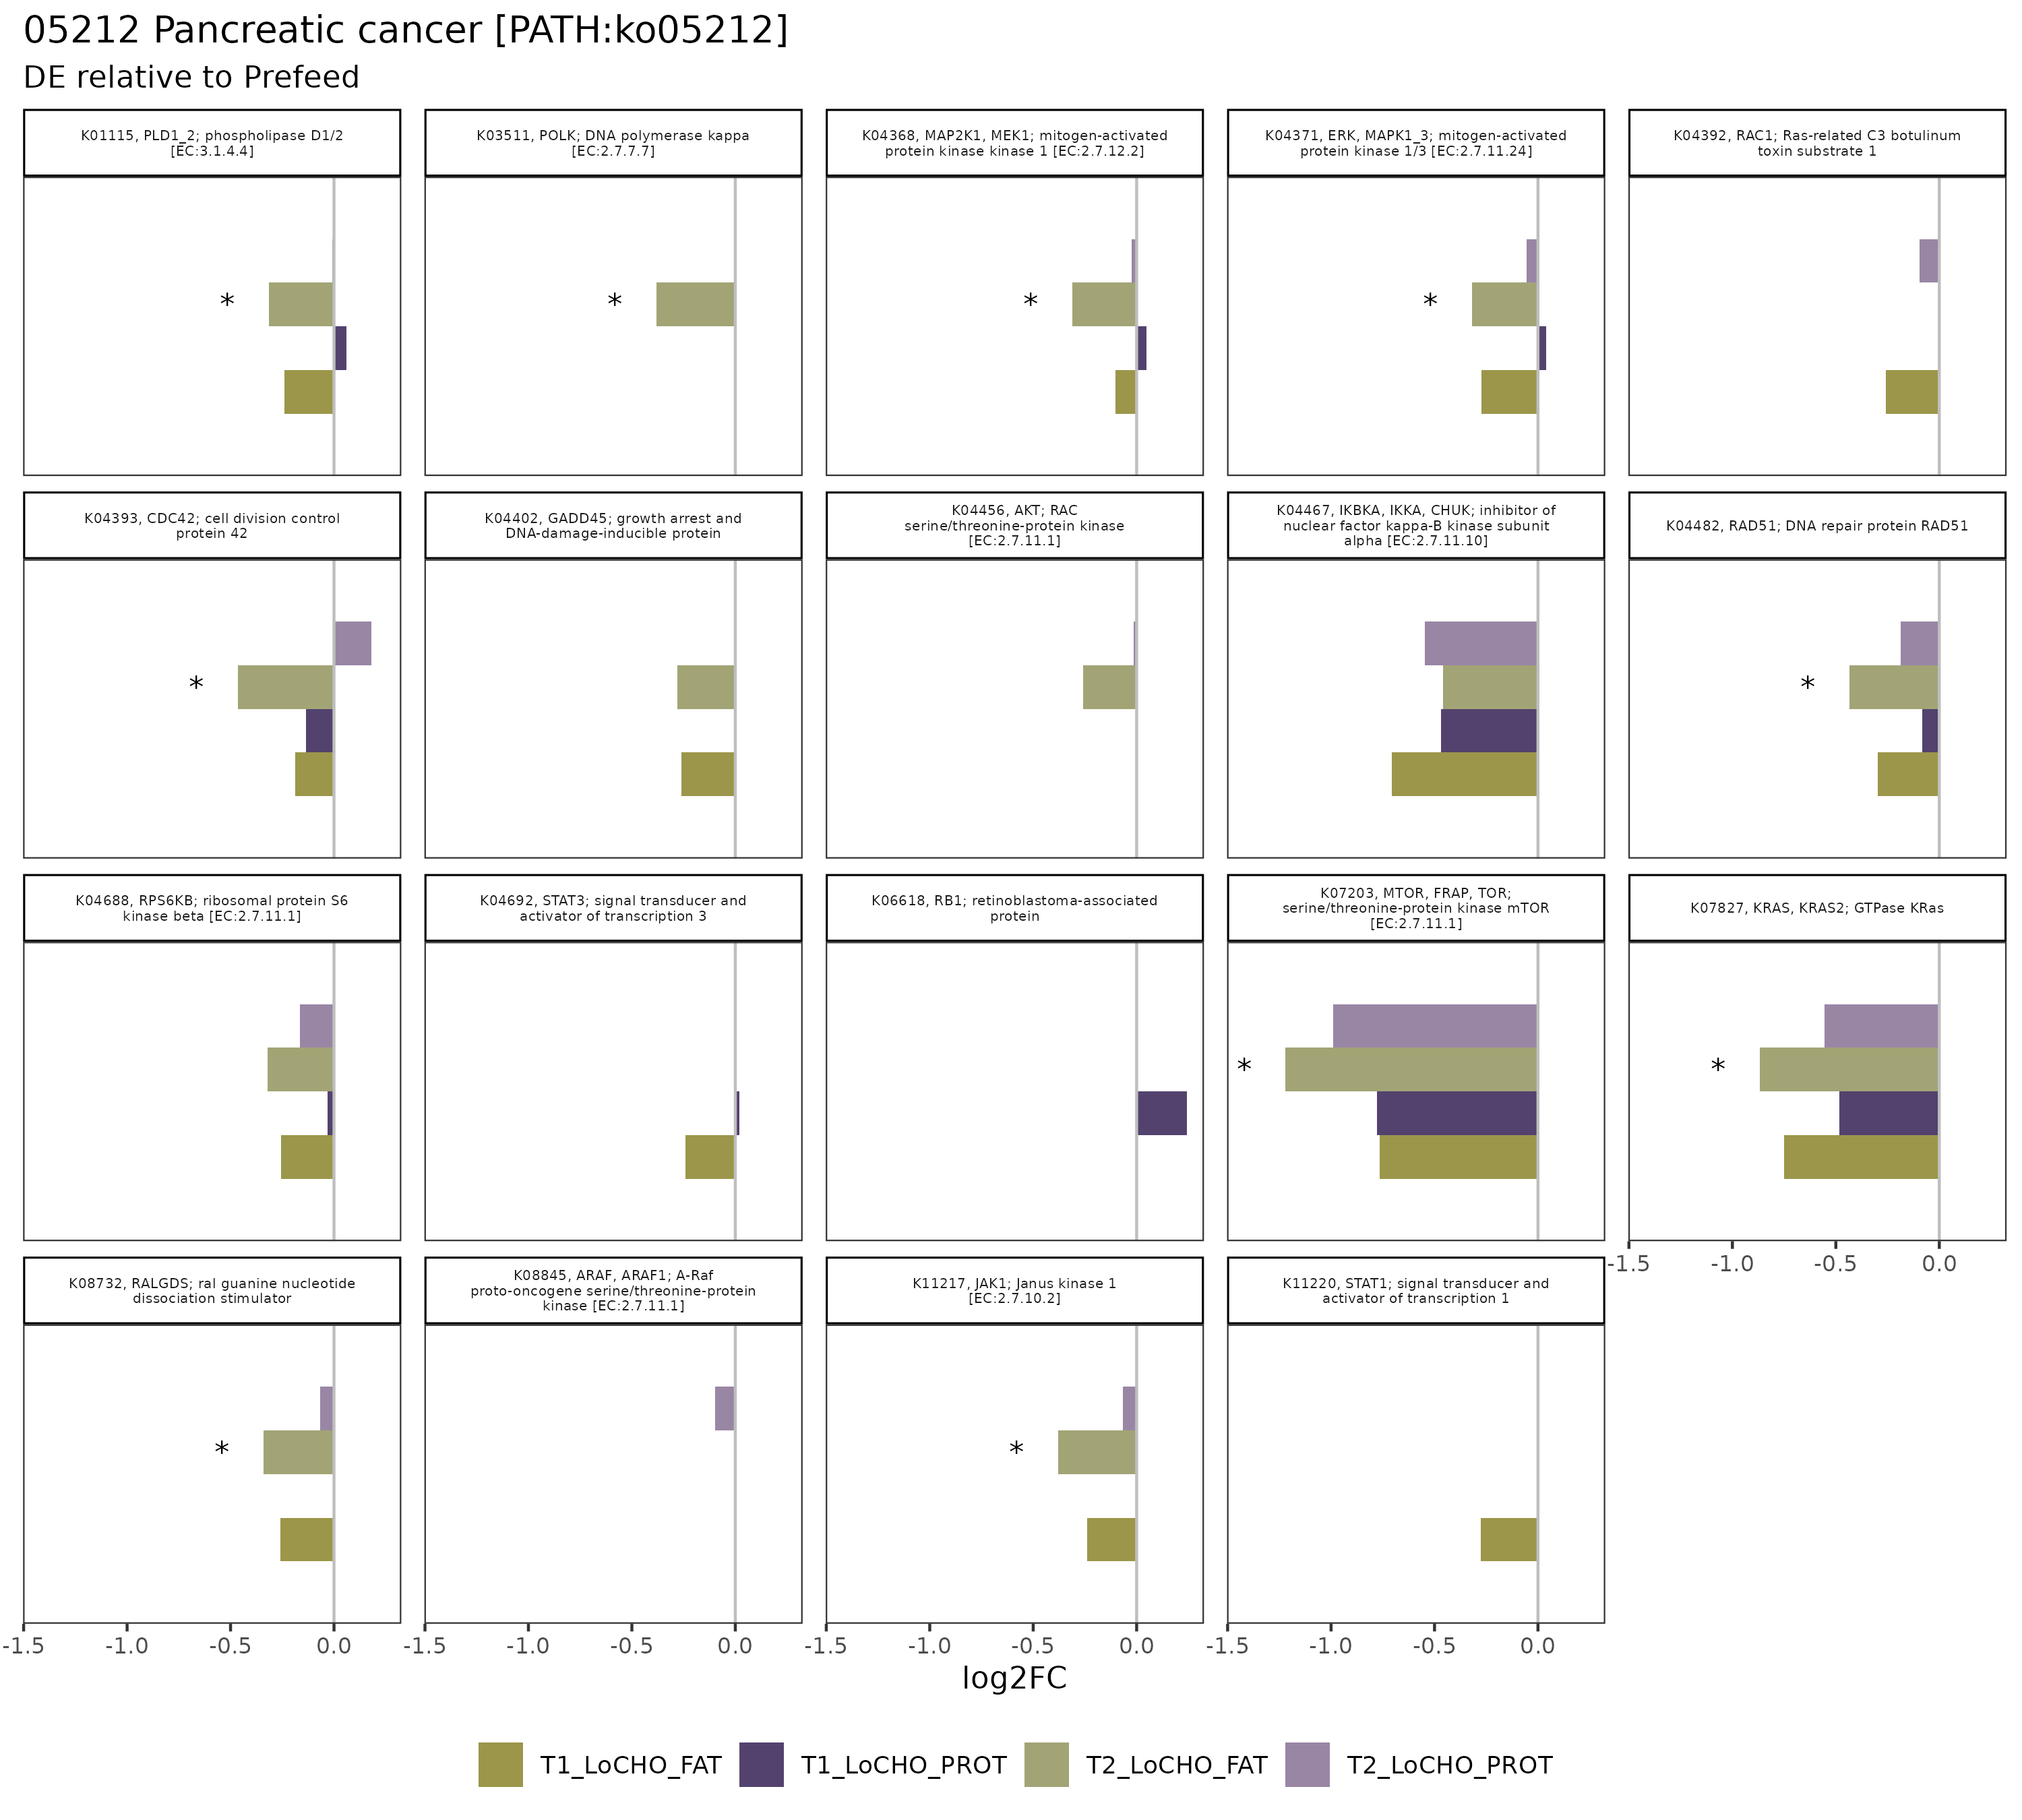 05212 Pancreatic cancer [PATH:ko05212]
DE relative to Prefeed
K01115, PLD1_2; phospholipase D1/2
[EC:3.1.4.4]
K03511, POLK; DNA polymerase kappa
[EC:2.7.7.7]
K04368, MAP2K1, MEK1; mitogen-activated
protein kinase kinase 1 [EC:2.7.12.2]
K04371, ERK, MAPK1_3; mitogen-activated
protein kinase 1/3 [EC:2.7.11.24]
K04392, RAC1; Ras-related C3 botulinum
toxin substrate 1
*
*
*
*
K04393, CDC42; cell division control
protein 42
K04402, GADD45; growth arrest and
DNA-damage-inducible protein
K04456, AKT; RAC
serine/threonine-protein kinase
[EC:2.7.11.1]
K04467, IKBKA, IKKA, CHUK; inhibitor of
nuclear factor kappa-B kinase subunit
alpha [EC:2.7.11.10]
K04482, RAD51; DNA repair protein RAD51
*
*
K04688, RPS6KB; ribosomal protein S6
kinase beta [EC:2.7.11.1]
K04692, STAT3; signal transducer and
activator of transcription 3
K06618, RB1; retinoblastoma-associated
protein
K07203, MTOR, FRAP, TOR;
serine/threonine-protein kinase mTOR
[EC:2.7.11.1]
K07827, KRAS, KRAS2; GTPase KRas
*
*
-1.5 -1.0 -0.5 0.0
K08732, RALGDS; ral guanine nucleotide
dissociation stimulator
K08845, ARAF, ARAF1; A-Raf
proto-oncogene serine/threonine-protein
kinase [EC:2.7.11.1]
K11217, JAK1; Janus kinase 1
[EC:2.7.10.2]
K11220, STAT1; signal transducer and
activator of transcription 1
*
*
-1.5 -1.0 -0.5 0.0
-1.5 -1.0 -0.5 0.0
-1.5 -1.0 -0.5 0.0
-1.5 -1.0 -0.5 0.0
log2FC
T1_LoCHO_FAT T1_LoCHO_PROT T2_LoCHO_FAT T2_LoCHO_PROT